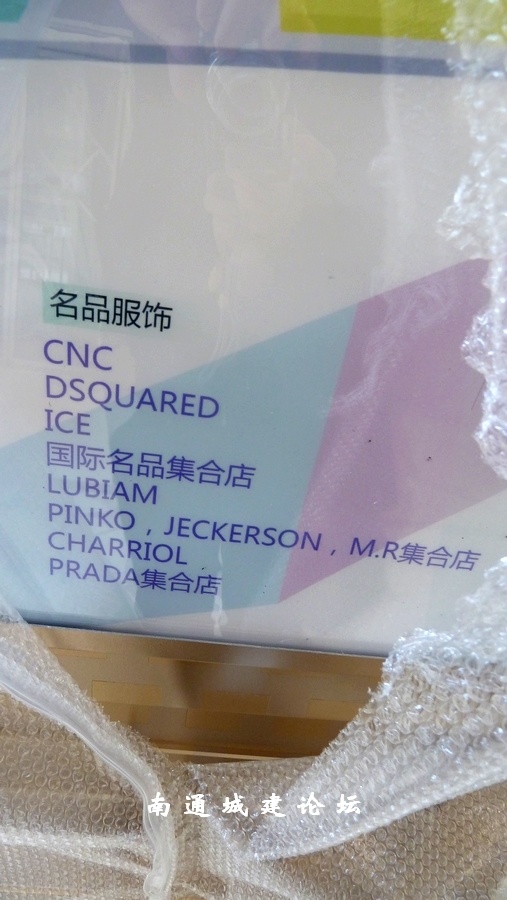 名品服饰
CNC
DSQUARED
ICE
国际名品集合店
LUBIAM
PINKO，JECKERSON，M.R集合店
CHARRIOL
PRADA集合店
南通城建论坛